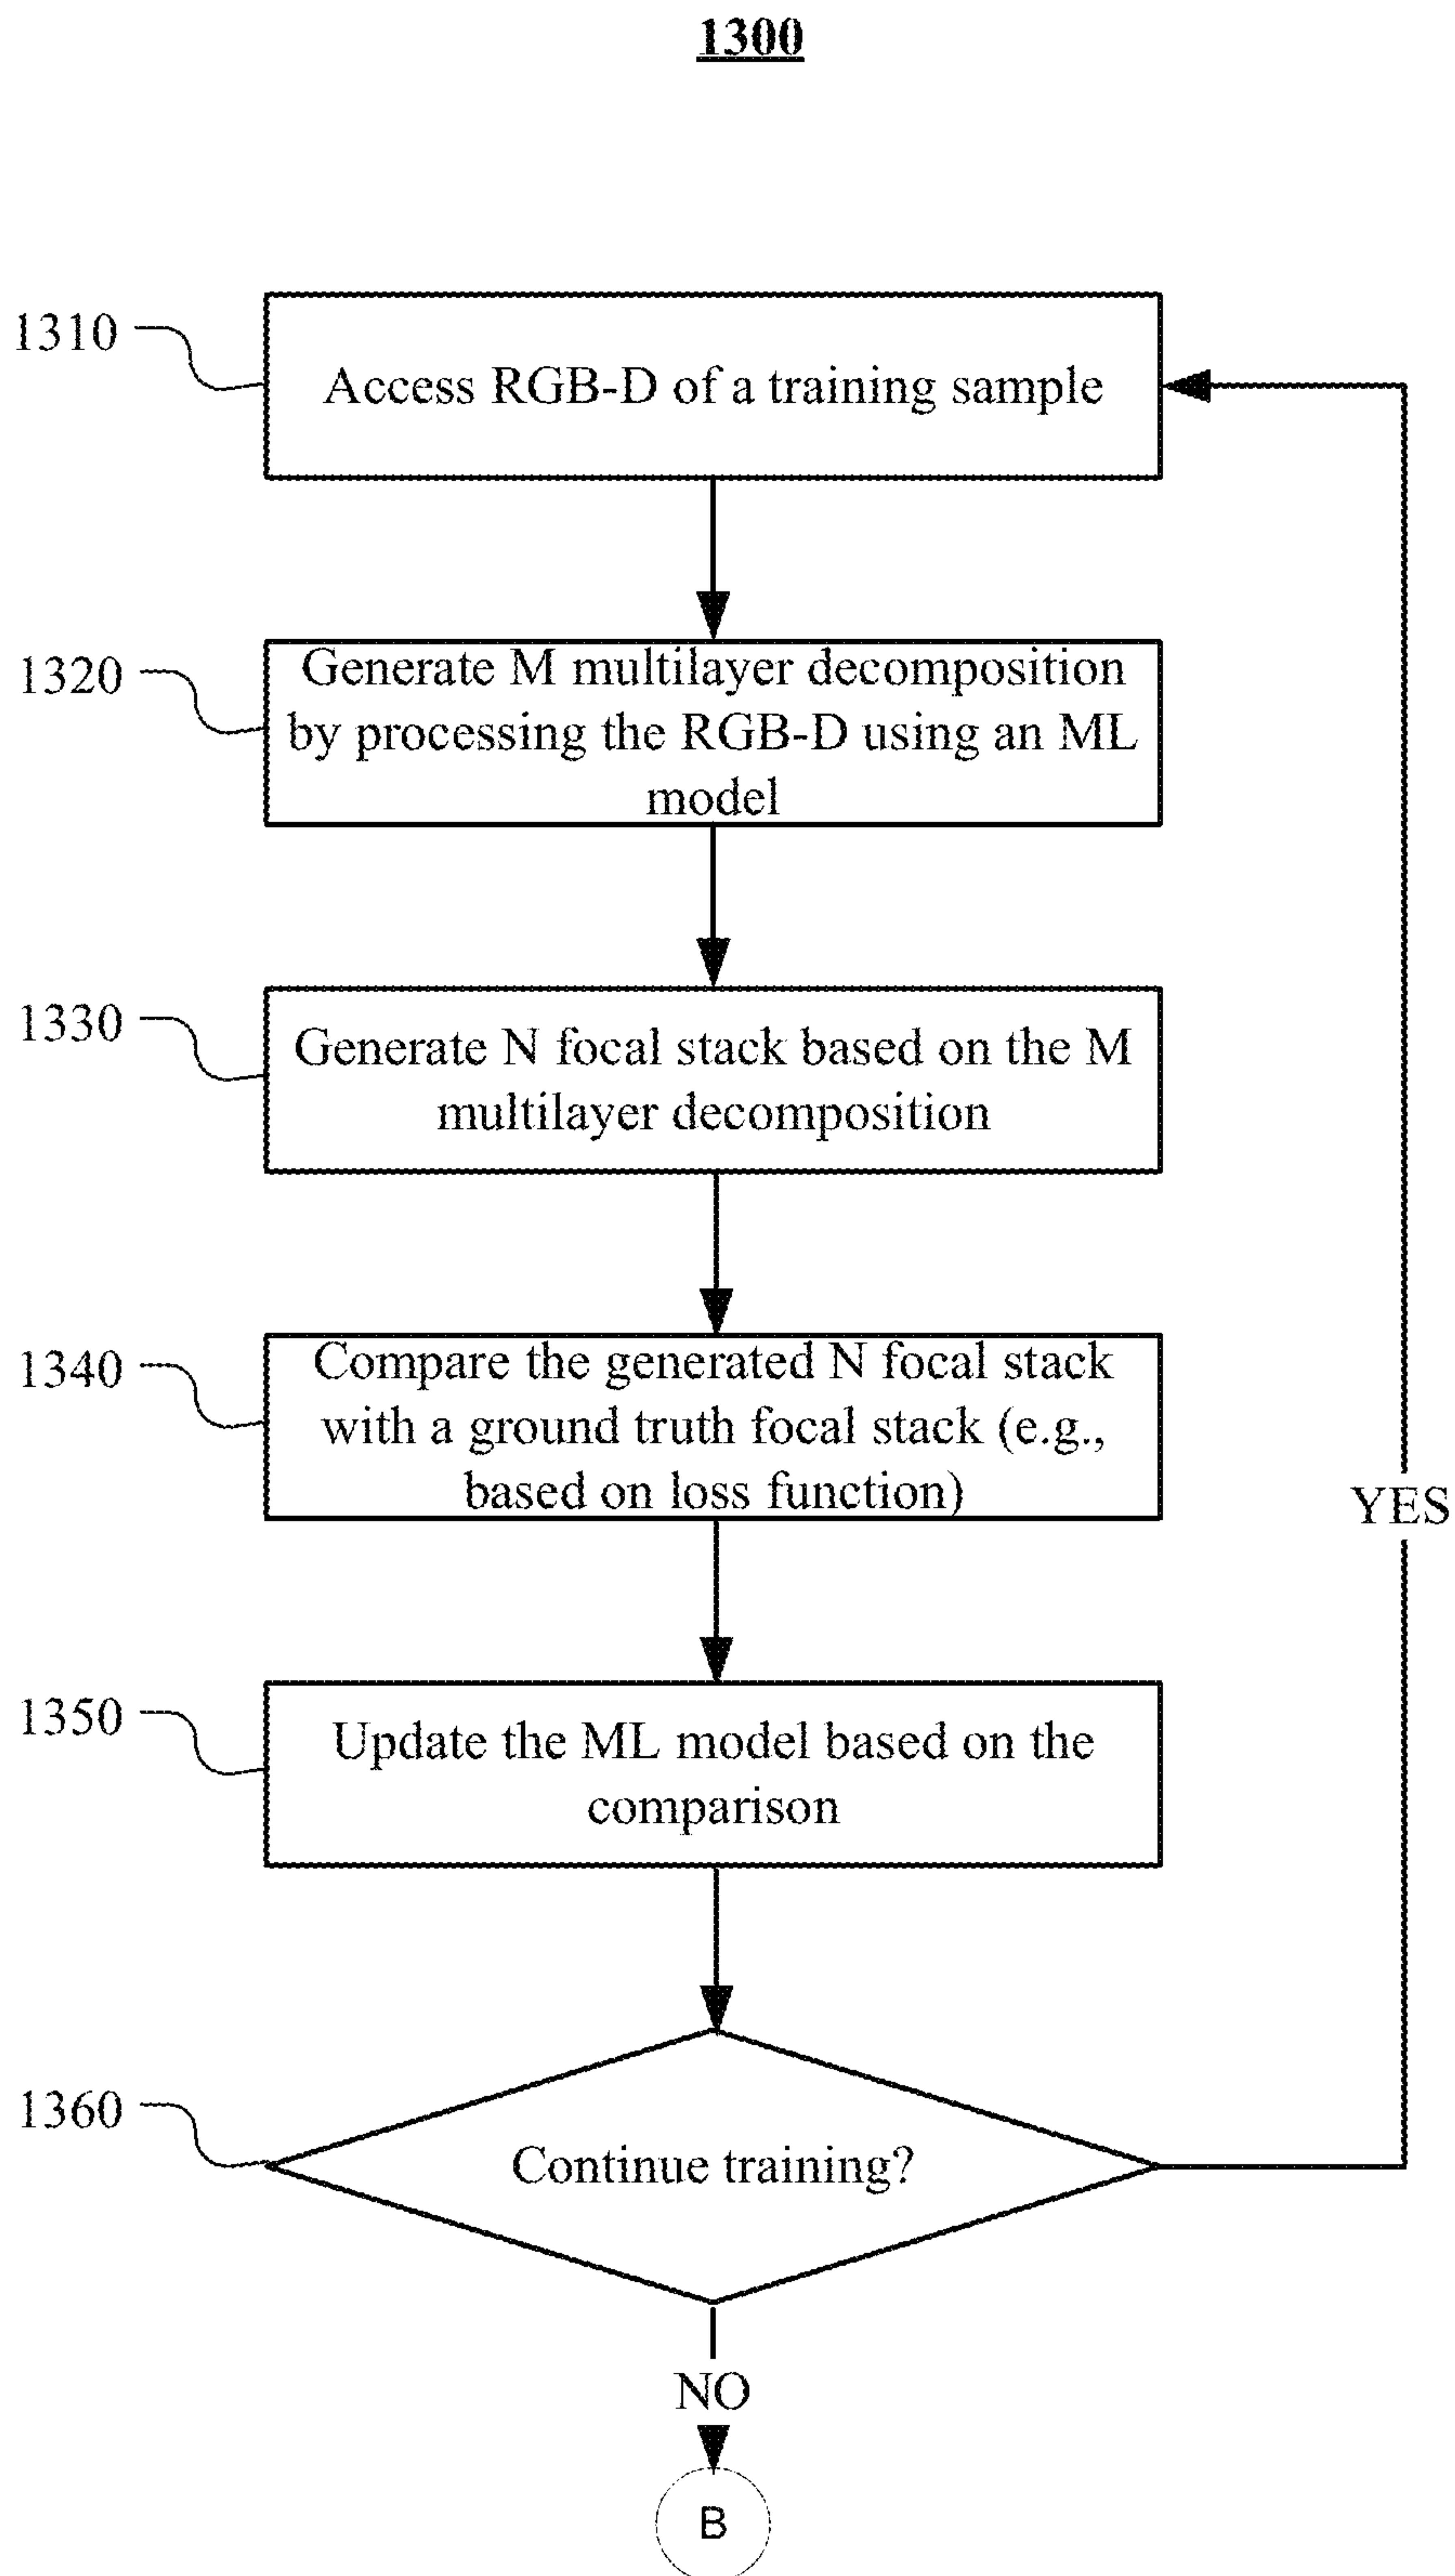 1300
1310
Access RGB-D of a training sample
1320
Generate M multilayer decomposition
by processing the RGB-D using an ML
model
1330
Generate N focal stack based on the M
multilayer decomposition
1340
Compare the generated N focal stack
with a ground truth focal stack (e.g.,
based on loss function)
YES
1350
Update the ML model based on the
comparison
1360
Continue training?
NO
B